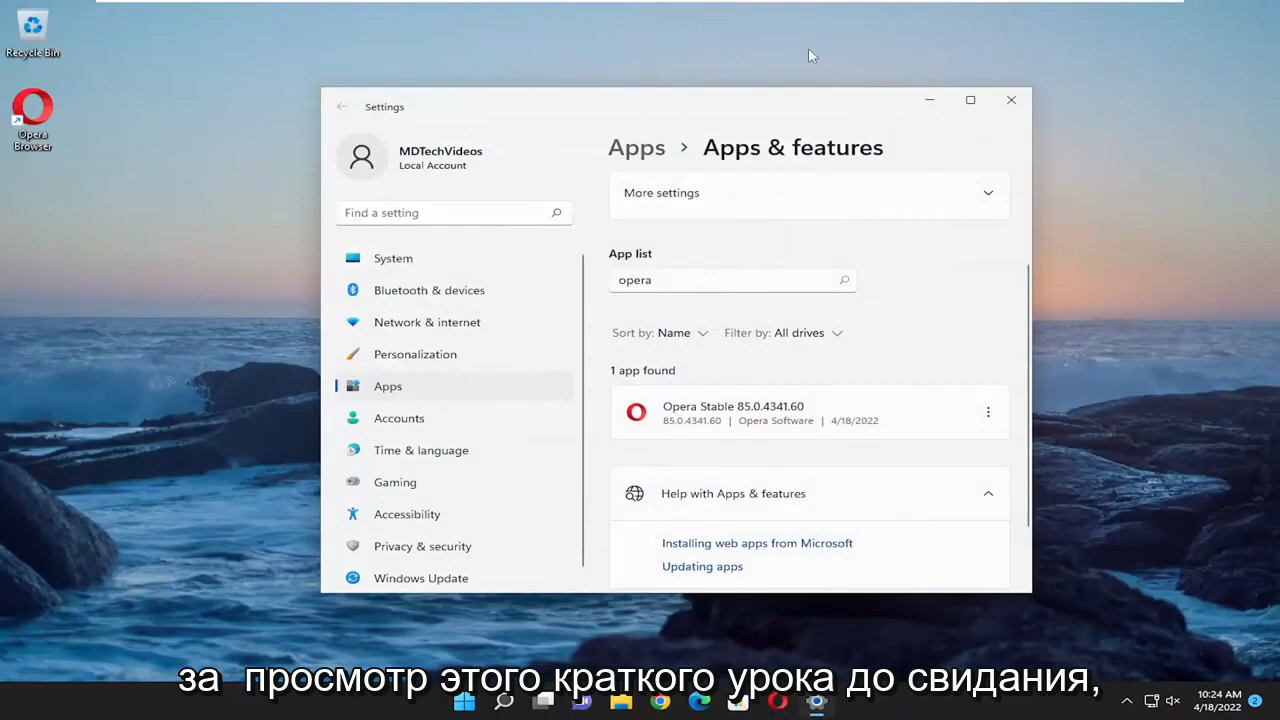 Recycle Bin
Opera
Browser
Settings
MDTechVideos
Local Account
Find a setting
System
Bluetooth & devices
Network & internet
Personalization
Apps
Accounts
Time & language
Gaming
Accessibility
Privacy & security
Windows Update
Apps > Apps & features
More settings
App list
opera
Sort by: Name Filter by: All drives
1 app found
Opera Stable 85.0.4341.60
85.0.4341.60 | Opera Software | 4/18/2022
Help with Apps & features
Installing web apps from Microsoft
Updating apps
за просмотр этого краткого урока до свидания,
10:24 AM
4/18/2022
2